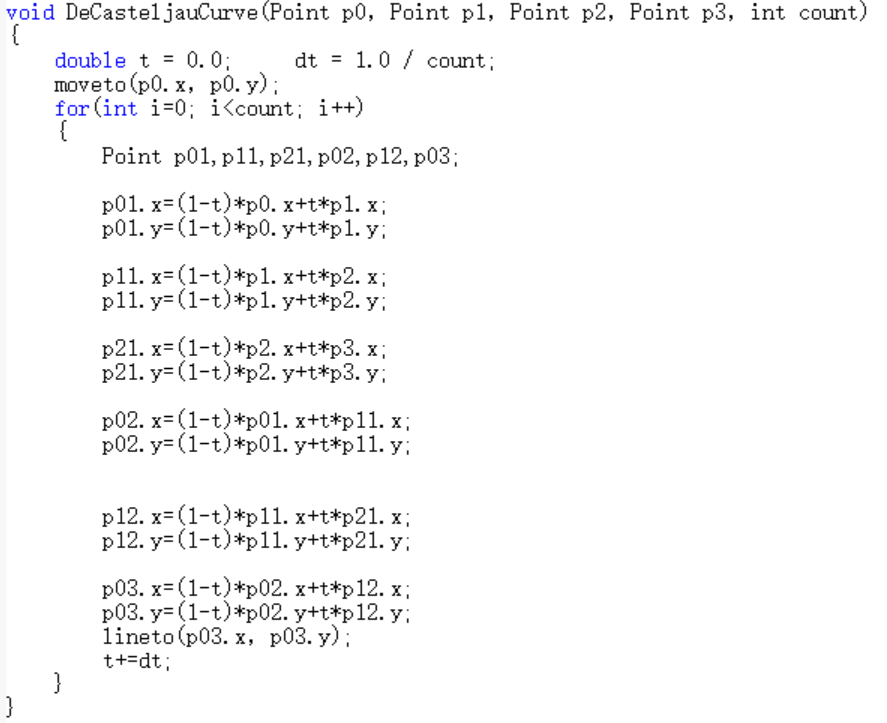 void DeCasteljauCurve(Point p0, Point p1, Point p2, Point p3, int count)
{
    double t = 0.0;     dt = 1.0 / count;
    moveto(p0.x, p0.y);
    for(int i=0; i<count; i++)
    {
        Point p01,p11,p21,p02,p12,p03;
        p01.x=(1-t)*p0.x+t*p1.x;
        p01.y=(1-t)*p0.y+t*p1.y;
        p11.x=(1-t)*p1.x+t*p2.x;
        p11.y=(1-t)*p1.y+t*p2.y;
        p21.x=(1-t)*p2.x+t*p3.x;
        p21.y=(1-t)*p2.y+t*p3.y;
        p02.x=(1-t)*p01.x+t*p11.x;
        p02.y=(1-t)*p01.y+t*p11.y;
        p12.x=(1-t)*p11.x+t*p21.x;
        p12.y=(1-t)*p11.y+t*p21.y;
        p03.x=(1-t)*p02.x+t*p12.x;
        p03.y=(1-t)*p02.y+t*p12.y;
        lineto(p03.x, p03.y);
        t+=dt;
    }
}